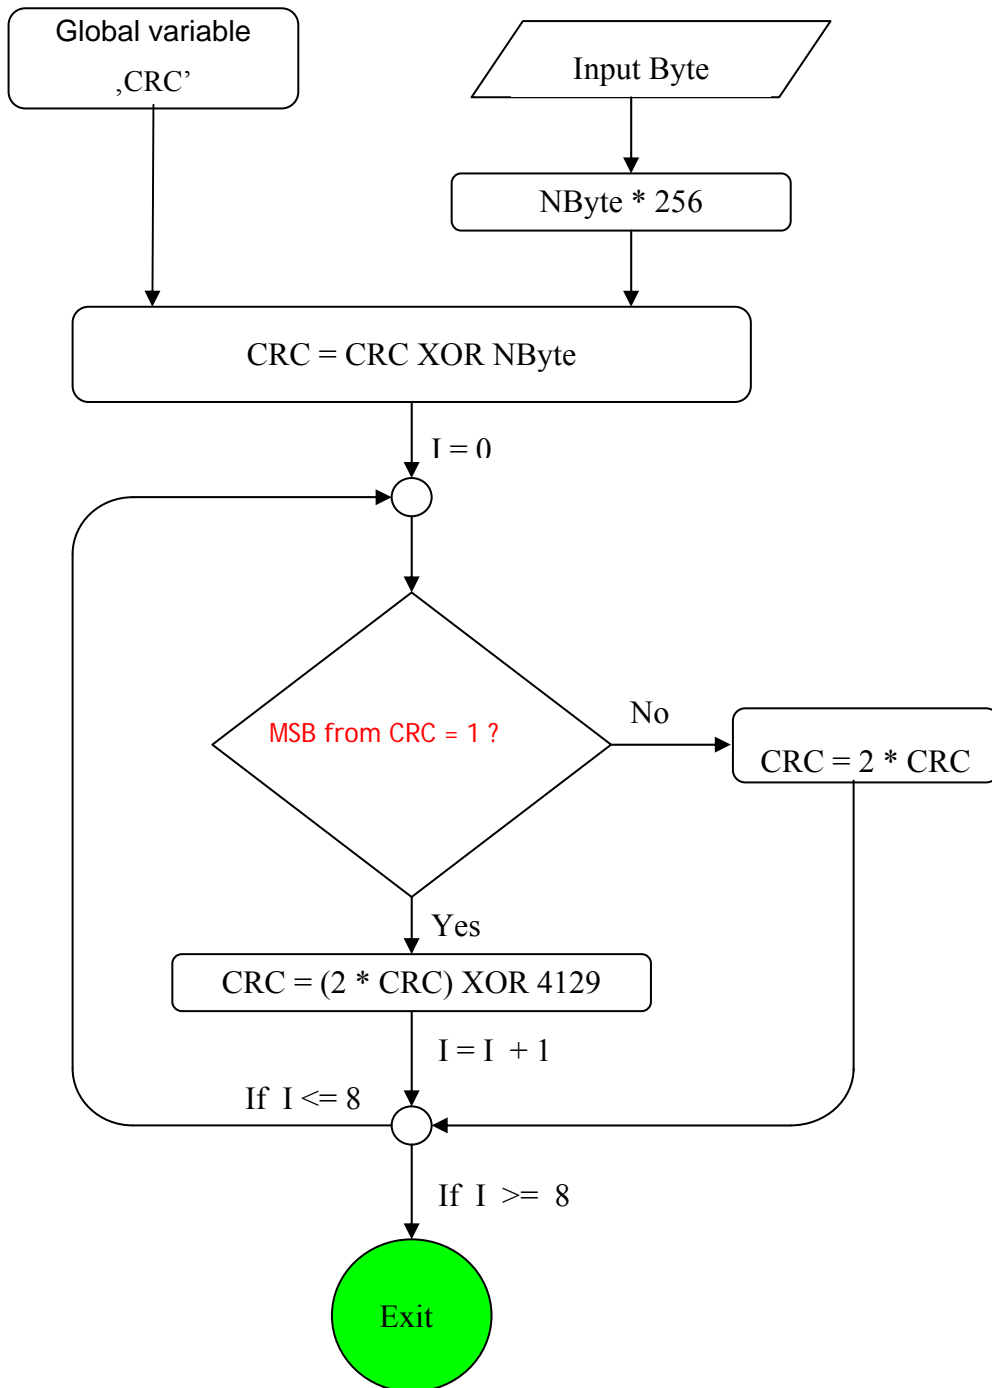 Global variable
‚CRC’
Input Byte
NByte * 256
CRC = CRC XOR NByte
I = 0
MSB from CRC = 1 ?
No
CRC = 2 * CRC
Yes
CRC = (2 * CRC) XOR 4129
I = I + 1
If I <= 8
If I >= 8
Exit